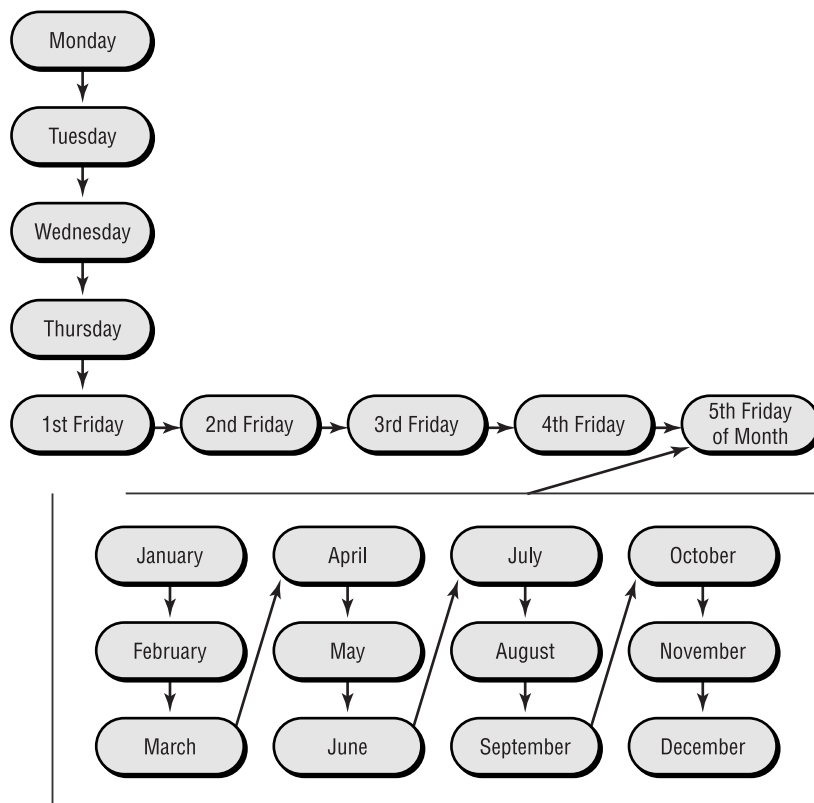 Monday
Tuesday
Wednesday
Thursday
1st Friday
2nd Friday
3rd Friday
4th Friday
5th Friday
of Month
January
February
March
April
May
June
July
August
September
October
November
December